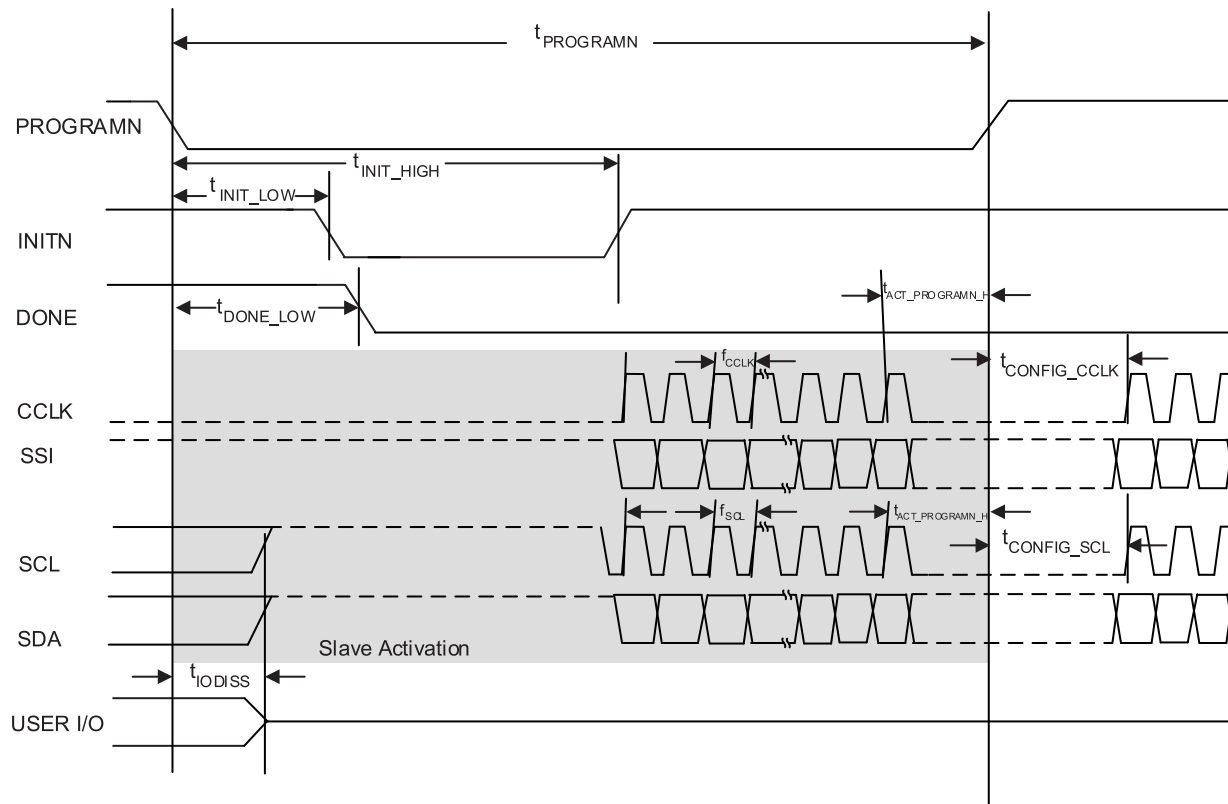 tPROGRAMN
PROGRAMN
tINIT_HIGH
tINIT_LOW
INITN
tACT_PROGRAMN_H
tDONE_LOW
DONE
fCCLK
tCONFIG_CCLK
CCLK
SSI
fSCL
tACT_PROGRAMN_H
tCONFIG_SCL
SCL
SDA
Slave Activation
tIODISS
USER I/O